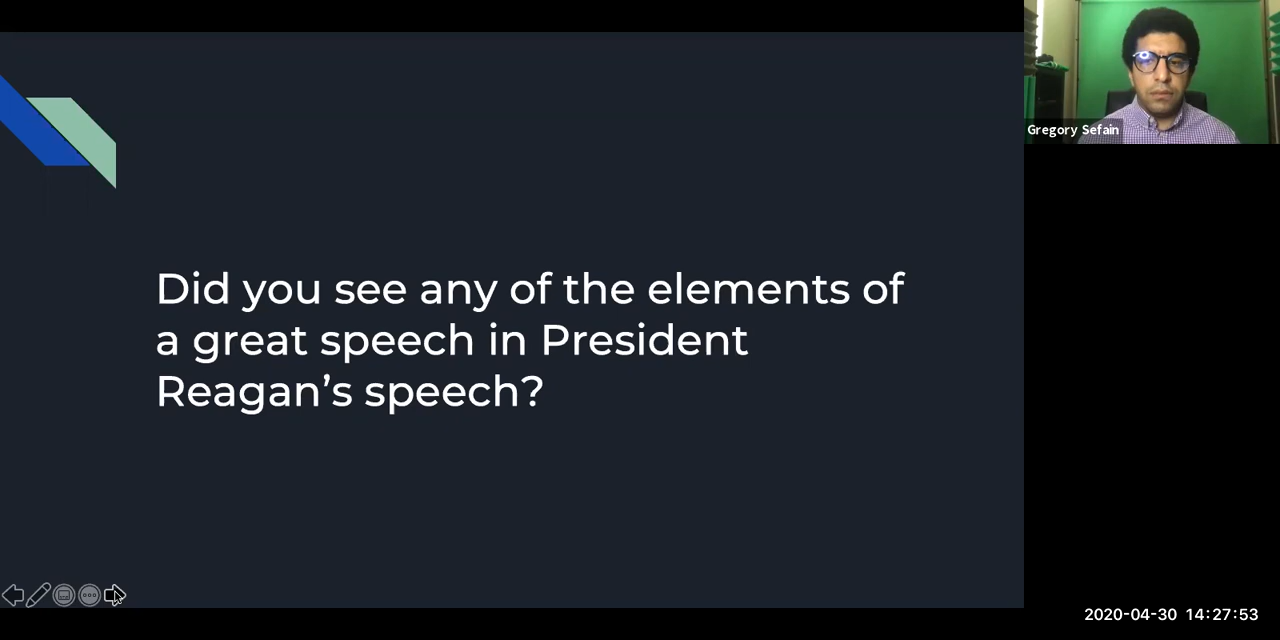 Did you see any of the elements of
a great speech in President
Reagan’s speech?
Gregory Sefain
2020-04-30 14:27:53